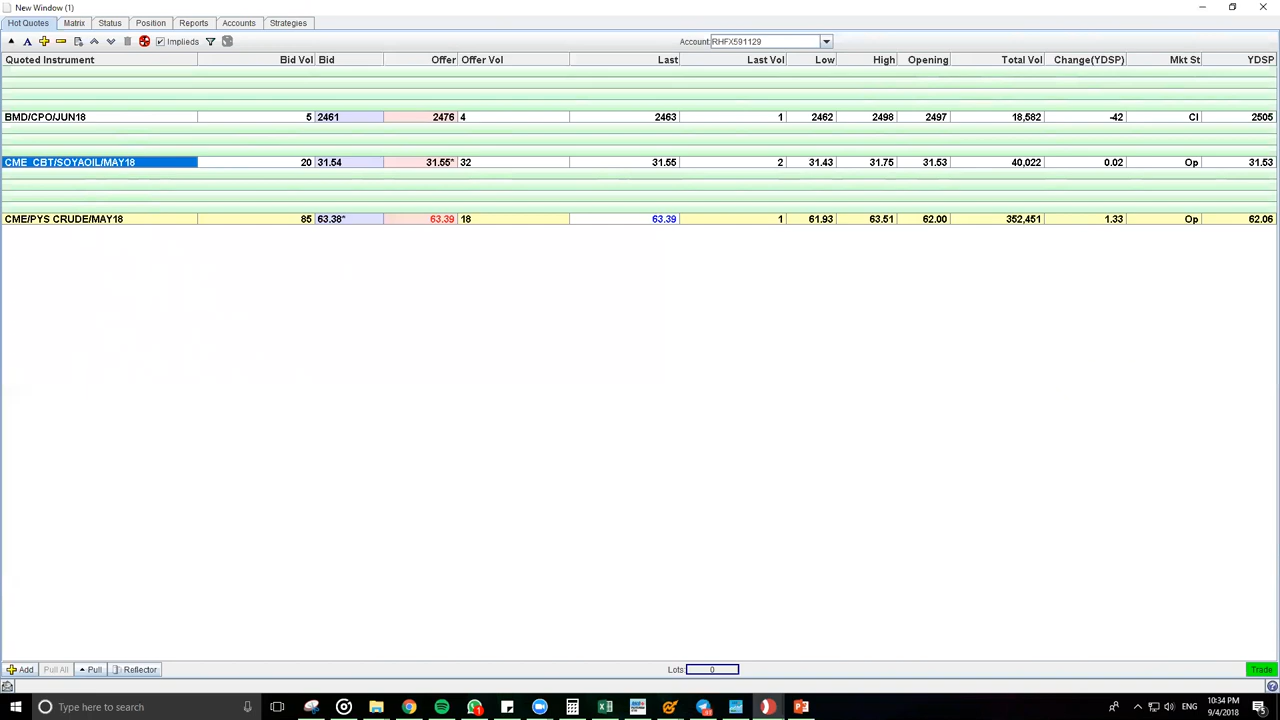 New Window (1)
Hot Quotes Matrix Status Position Reports Accounts Strategies
A Implieds Account RHFX591129
Quoted Instrument Bid Vol Bid Offer Offer Vol Last Last Vol Low High Opening Total Vol Change(YDSP) Mkt St YDSP
BMD/CPO/JUN18 5 2461 2476 4 2463 1 2462 2498 2497 18,582 -42 Cl 2505
CME_CBT/SOYAOIL/MAY18 20 31.54 31.55* 32 31.55 2 31.43 31.75 31.53 40,022 0.02 Op 31.53
CME/PYS CRUDE/MAY18 85 63.38* 63.39 18 63.39 1 61.93 63.51 62.00 352,451 1.33 Op 62.06
Add Pull All Pull Reflector Lots: 0 Trade
Type here to search ENG 10:34 PM
9/4/2018